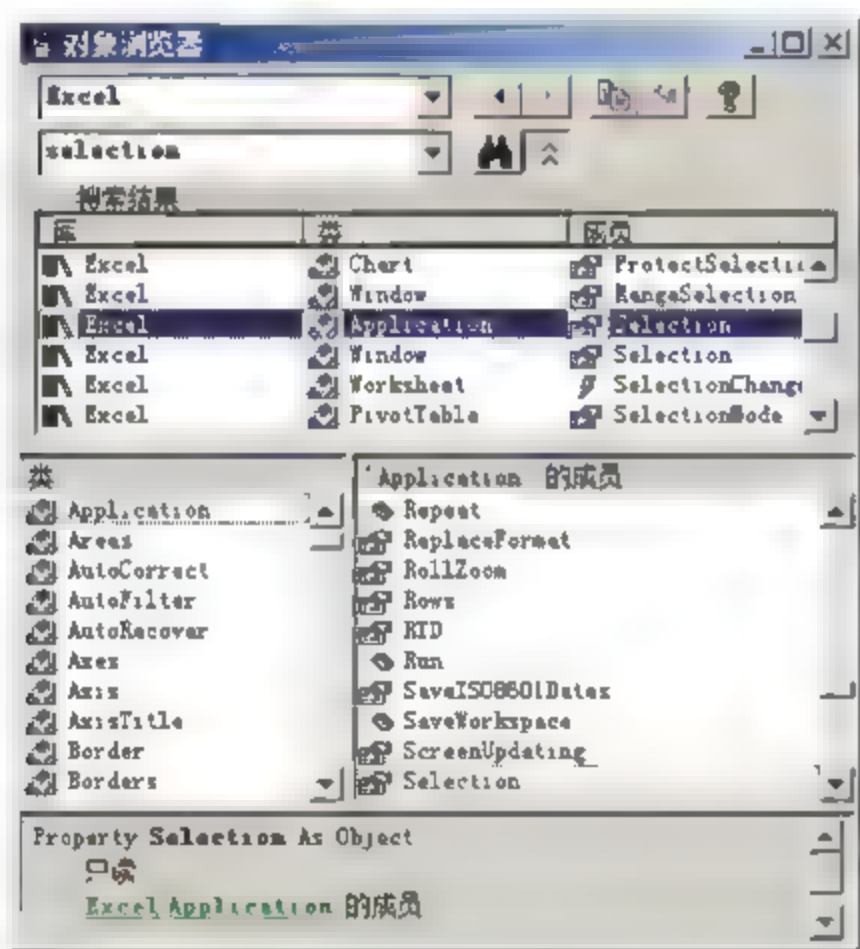 对象浏览器
Excel
selection
搜索结果
库 类 成员
Excel Chart ProtectSelecti
Excel Window RangeSelection
Excel Application Selection
Excel Window Selection
Excel Worksheet SelectionChange
Excel PivotTable SelectionMode
类
Application
Areas
AutoCorrect
AutoFilter
AutoRecover
Axes
Axis
AxisTitle
Border
Borders
'Application 的成员
Repeat
ReplaceFormat
RollZoom
Rows
RTD
Run
SaveISO8601Dates
SaveWorkspace
ScreenUpdating
Selection
Property Selection As Object
只读
Excel.Application 的成员